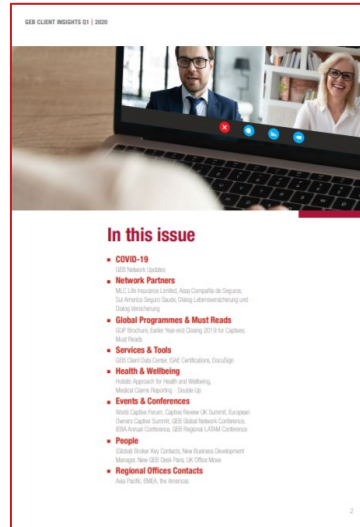 GEB CLIENT INSIGHTS Q1 | 2020
In this issue
COVID-19
GEB Network Updates
Network Partners
MLC Life Insurance Limited, Assa Compañía de Seguros,
Sul America Seguro Saude, Dialog Lebensversicherung und
Dialog Versicherung
Global Programmes & Must Reads
GUP Brochure, Earlier Year-end Closing 2019 for Captives,
Must Reads
Services & Tools
GEB Client Data Center, ISAE Certifications, DocuSign
Health & Wellbeing
Holistic Approach for Health and Wellbeing,
Medical Claims Reporting - Double Up
Events & Conferences
World Captive Forum, Captive Review UK Summit, European
Owners Captive Summit, GEB Global Network Conference,
IEBA Annual Conference, GEB Regional LATAM Conference
People
(Global) Broker Key Contacts, New Business Development
Manager, New GEB Desk Paris, UK Office Move
Regional Offices Contacts
Asia Pacific, EMEA, the Americas
2